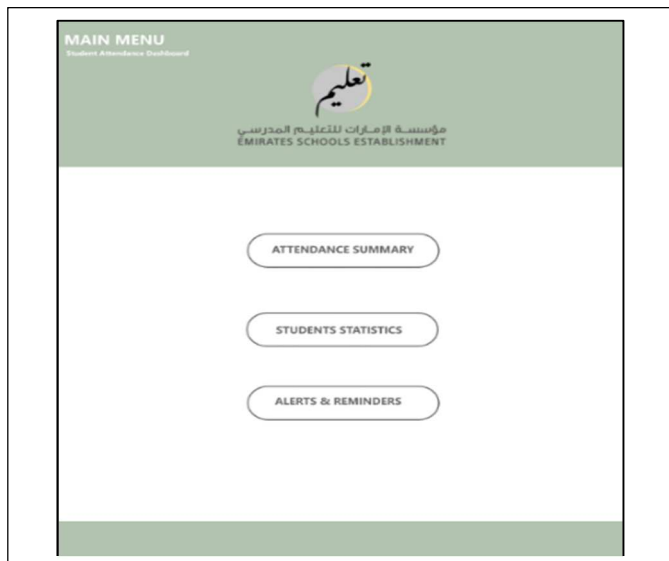 MAIN MENU
Student Attendance Dashboard
تعليم
مؤسسة الإمارات للتعليم المدرسي
EMIRATES SCHOOLS ESTABLISHMENT
ATTENDANCE SUMMARY
STUDENTS STATISTICS
ALERTS & REMINDERS